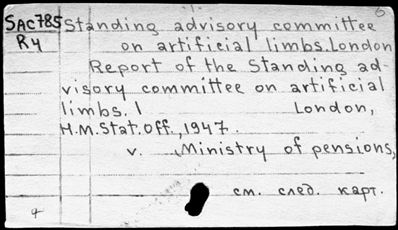 6
SAC785 Standing advisory committee
R4 on artificial limbs. London
Report of the Standing ad-
visory committee on artificial
limbs. 1 London,
H.M.Stat.Off., 1947.
v. Ministry of pensions,
см. след. карт.